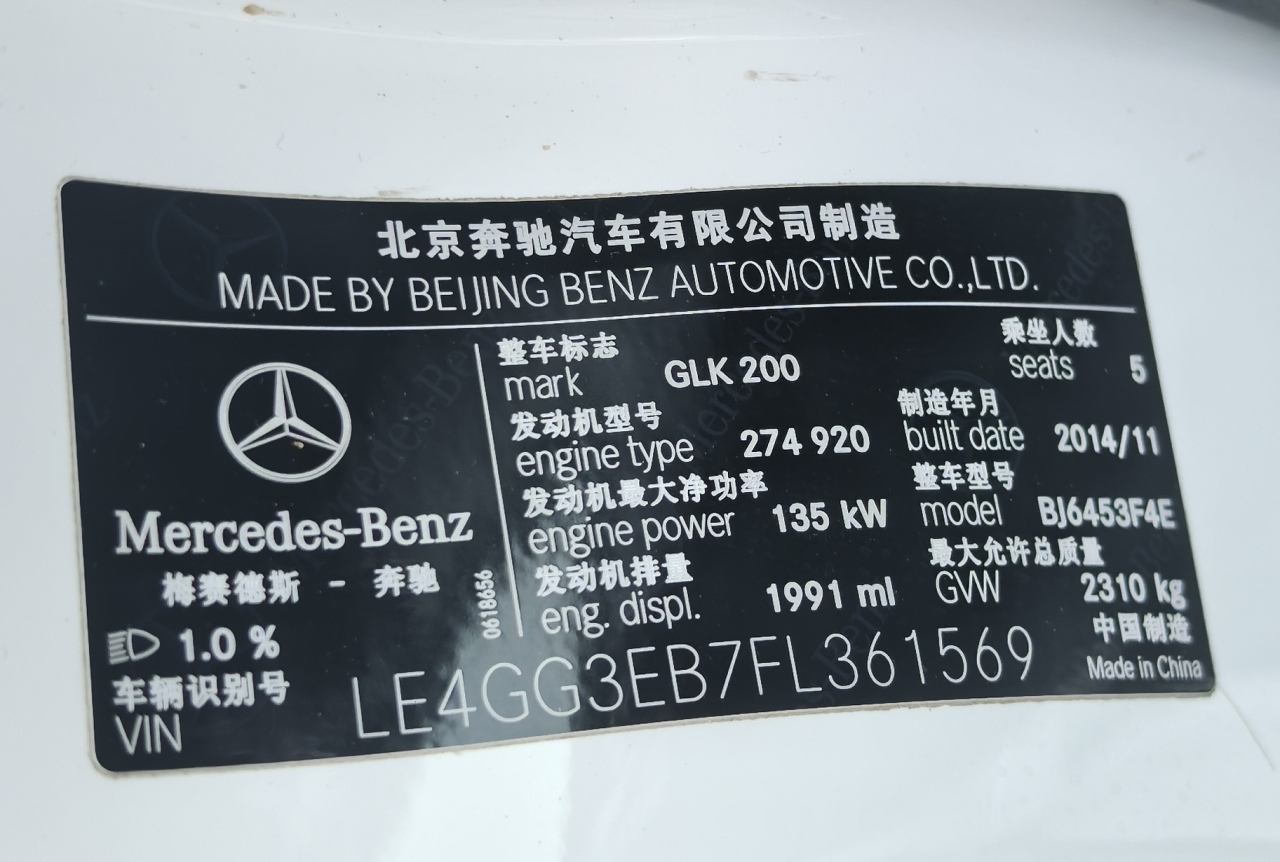 北京奔驰汽车有限公司制造
MADE BY BEIJING BENZ AUTOMOTIVE CO.,LTD.
Mercedes-Benz
梅赛德斯 - 奔驰
1.0 %
0618656
整车标志
mark GLK 200
乘坐人数
seats 5
发动机型号
engine type 274 920
制造年月
built date 2014/11
发动机最大净功率
engine power 135 kW
整车型号
model BJ6453F4E
发动机排量
eng. displ. 1991 ml
最大允许总质量
GVW 2310 kg
中国制造
Made in China
车辆识别号
VIN LE4GG3EB7FL361569